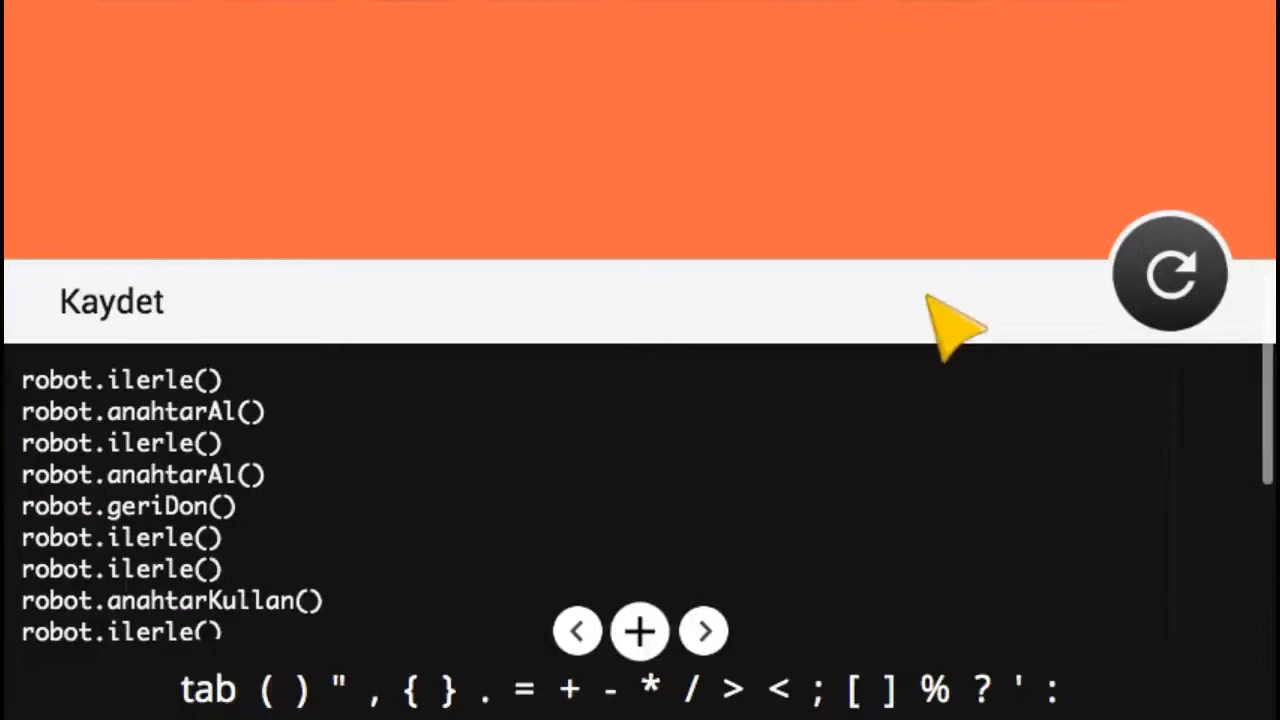 Kaydet
robot.ilerle()
robot.anahtarAl()
robot.ilerle()
robot.anahtarAl()
robot.geriDon()
robot.ilerle()
robot.ilerle()
robot.anahtarKullan()
robot.ilerle()
tab ( ) " , { } . = + - * / > < ; [ ] % ? ' :